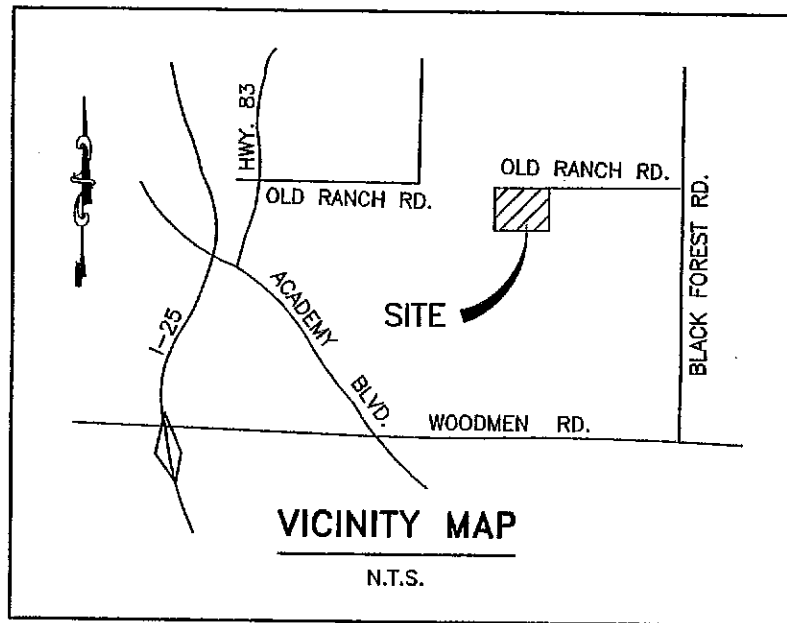 HWY. 83
OLD RANCH RD.
OLD RANCH RD.
BLACK FOREST RD.
SITE
I-25
ACADEMY BLVD.
WOODMEN RD.
VICINITY MAP
N.T.S.